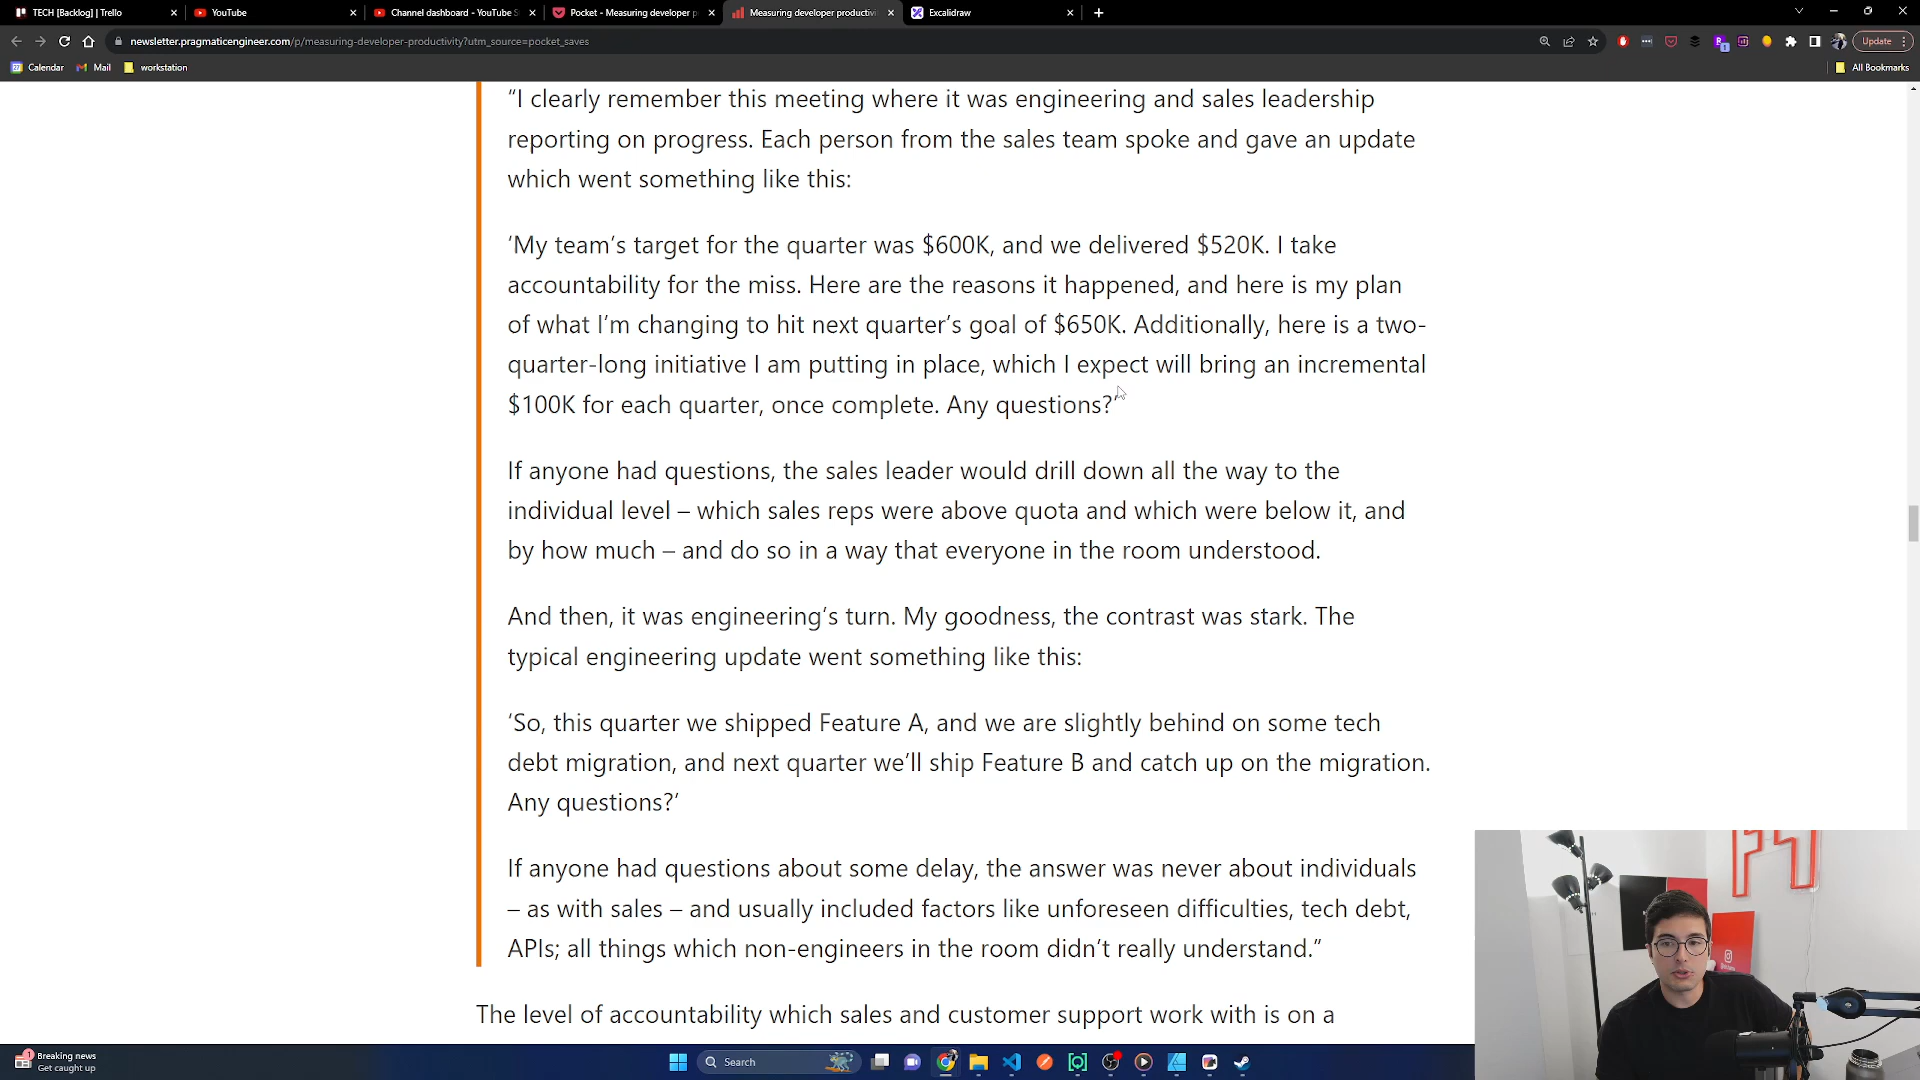 TECH [Backlog] | Trello
YouTube
Channel dashboard - YouTube S
Pocket - Measuring developer p
Measuring developer productivi
Excalidraw
newsletter.pragmaticengineer.com/p/measuring-developer-productivity?utm_source=pocket_saves
Update
Calendar
Mail
workstation
All Bookmarks
“I clearly remember this meeting where it was engineering and sales leadership
reporting on progress. Each person from the sales team spoke and gave an update
which went something like this:
‘My team’s target for the quarter was $600K, and we delivered $520K. I take
accountability for the miss. Here are the reasons it happened, and here is my plan
of what I’m changing to hit next quarter’s goal of $650K. Additionally, here is a two-
quarter-long initiative I am putting in place, which I expect will bring an incremental
$100K for each quarter, once complete. Any questions?’
If anyone had questions, the sales leader would drill down all the way to the
individual level – which sales reps were above quota and which were below it, and
by how much – and do so in a way that everyone in the room understood.
And then, it was engineering’s turn. My goodness, the contrast was stark. The
typical engineering update went something like this:
‘So, this quarter we shipped Feature A, and we are slightly behind on some tech
debt migration, and next quarter we’ll ship Feature B and catch up on the migration.
Any questions?’
If anyone had questions about some delay, the answer was never about individuals
– as with sales – and usually included factors like unforeseen difficulties, tech debt,
APIs; all things which non-engineers in the room didn’t really understand.”
The level of accountability which sales and customer support work with is on a
Breaking news
Get caught up
Search